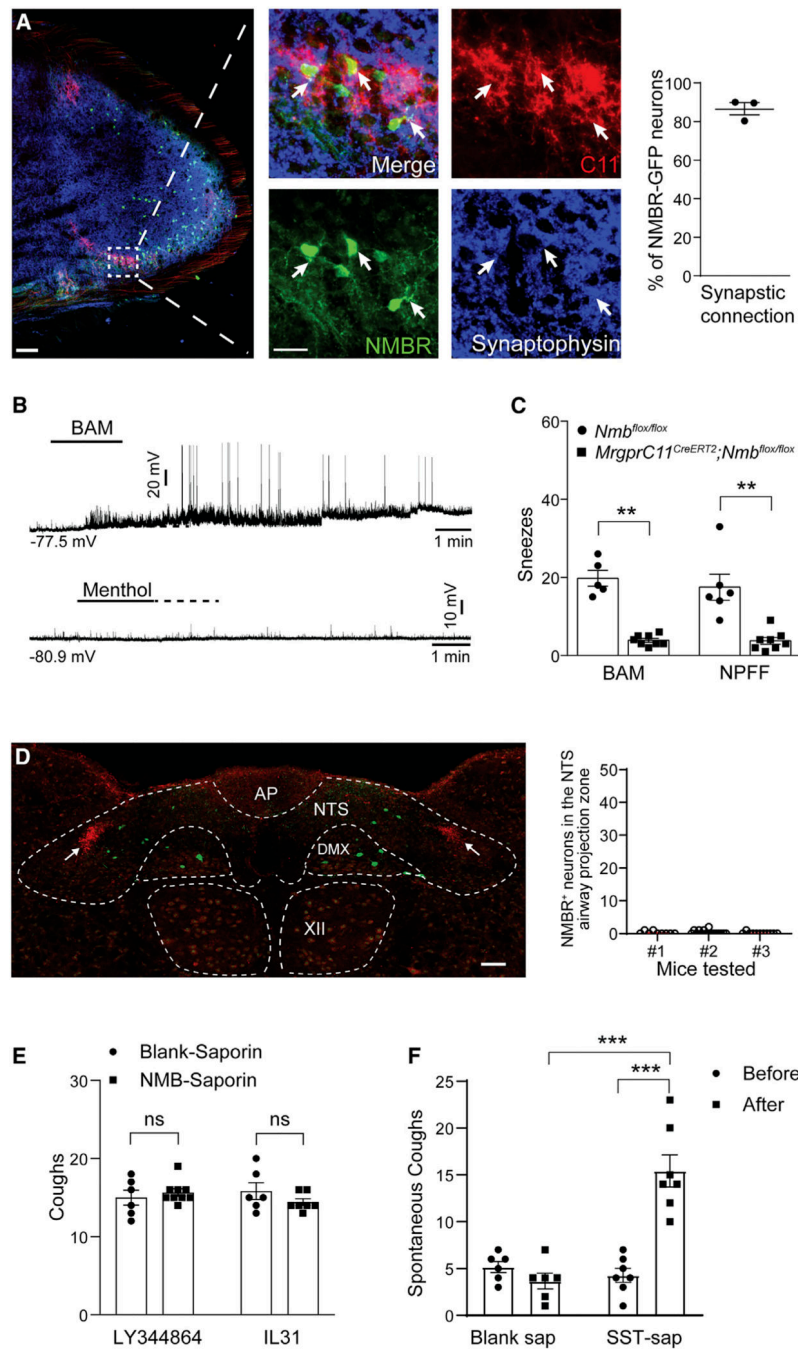 A
Merge
C11
NMBR
Synaptophysin
% of NMBR-GFP neurons
100
80
60
40
20
0
Synapstic
connection
B
BAM
20 mV
-77.5 mV
1 min
Menthol
10 mV
-80.9 mV
1 min
C
Nmbflox/flox
MrgprC11CreERT2;Nmbflox/flox
Sneezes
60
40
20
0
**
**
BAM
NPFF
D
AP
NTS
DMX
XII
NMBR+ neurons in the NTS
airway projection zone
50
40
30
20
10
0
#1
#2
#3
Mice tested
E
Blank-Saporin
NMB-Saporin
Coughs
30
20
10
0
ns
ns
LY344864
IL31
F
Before
After
Spontaneous Coughs
25
20
15
10
5
0
***
***
Blank sap
SST-sap